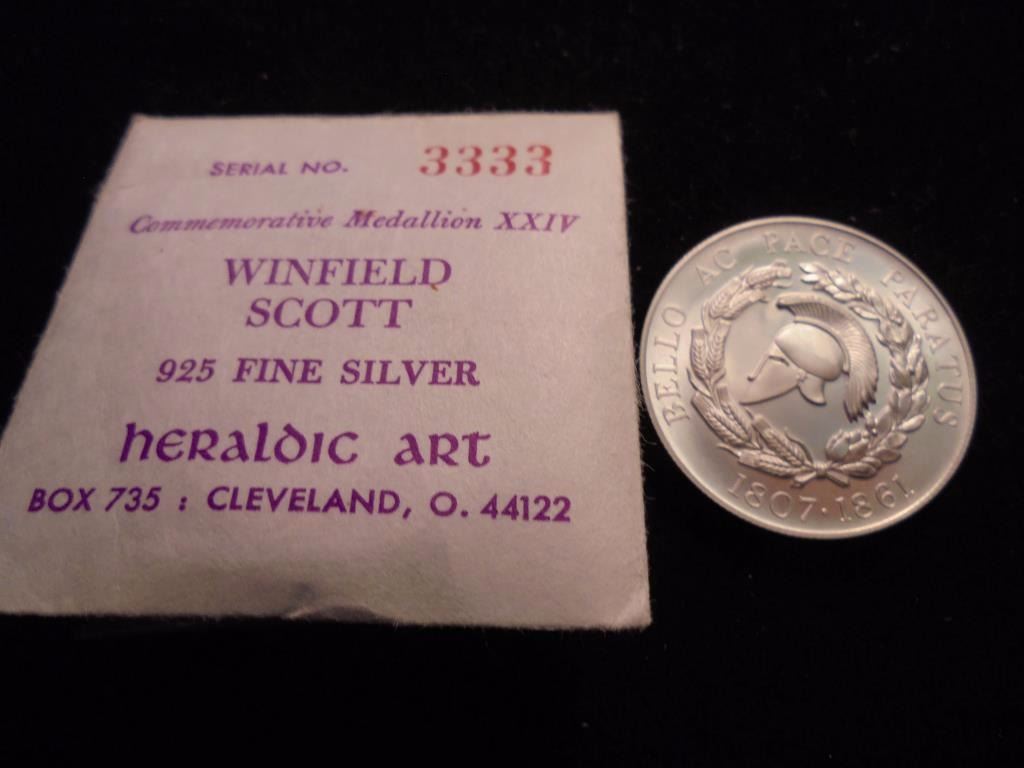 SERIAL NO. 3333
Commemorative Medallion XXIV
WINFIELD
SCOTT
925 FINE SILVER
heraldic art
BOX 735 : CLEVELAND, O. 44122
BELLO AC PACE PARATUS
1807·1861